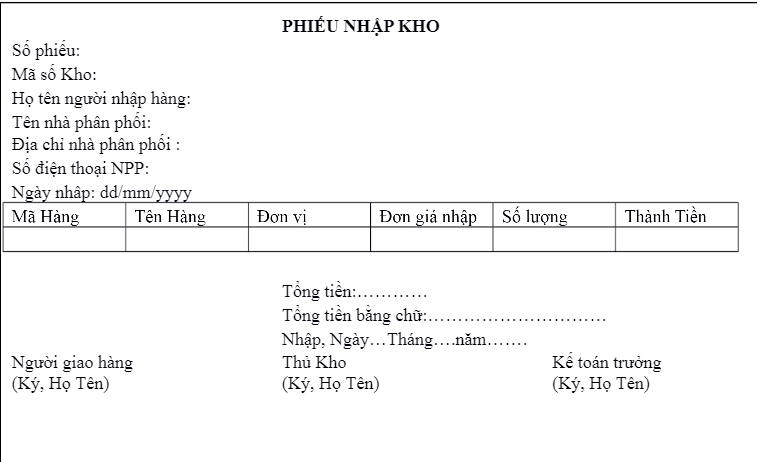 PHIẾU NHẬP KHO
Số phiếu:
Mã số Kho:
Họ tên người nhập hàng:
Tên nhà phân phối:
Địa chỉ nhà phân phối :
Số điện thoại NPP:
Ngày nhâp: dd/mm/yyyy
Mã Hàng Tên Hàng Đơn vị Đơn giá nhập Số lượng Thành Tiền
Tổng tiền:…………
Tổng tiền bằng chữ:…………………………
Nhập, Ngày…Tháng….năm…….
Người giao hàng Thủ Kho Kế toán trưởng
(Ký, Họ Tên) (Ký, Họ Tên) (Ký, Họ Tên)